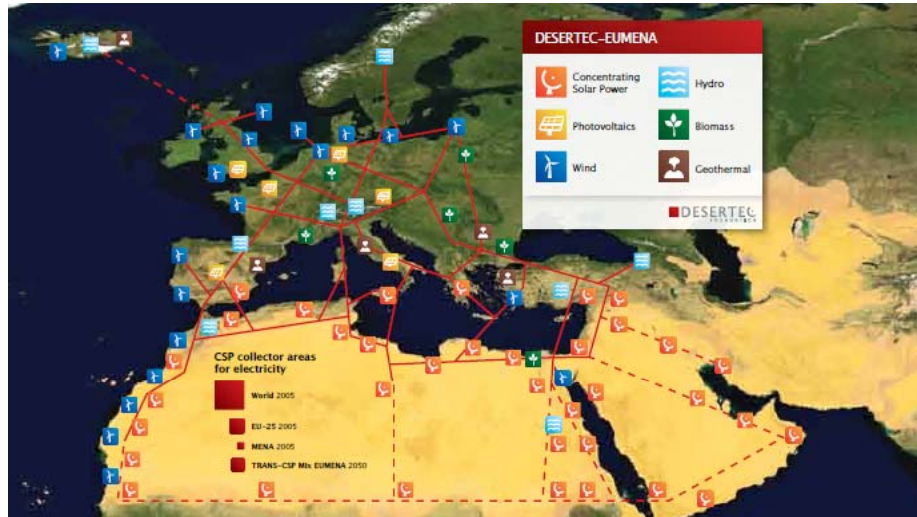 DESERTEC–EUMENA
Concentrating
Solar Power
Hydro
Photovoltaics
Biomass
Wind
Geothermal
DESERTEC
FOUNDATION
CSP collector areas
for electricity
World 2005
EU-25 2005
MENA 2005
TRANS-CSP Mix EUMENA 2050